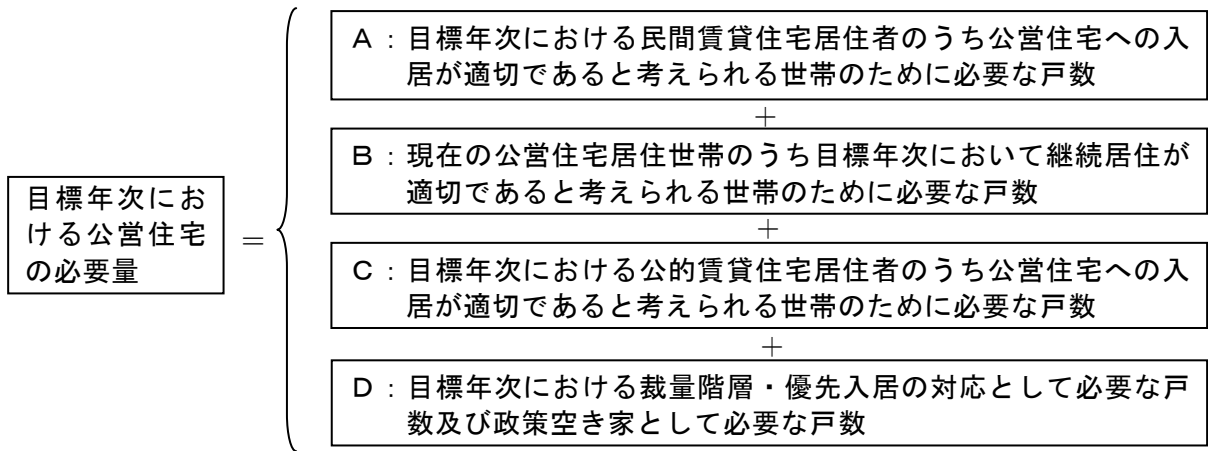 目標年次にお
ける公営住宅
の必要量
＝
A：目標年次における民間賃貸住宅居住者のうち公営住宅への入
居が適切であると考えられる世帯のために必要な戸数
＋
B：現在の公営住宅居住世帯のうち目標年次において継続居住が
適切であると考えられる世帯のために必要な戸数
＋
C：目標年次における公的賃貸住宅居住者のうち公営住宅への入
居が適切であると考えられる世帯のために必要な戸数
＋
D：目標年次における裁量階層・優先入居の対応として必要な戸
数及び政策空き家として必要な戸数